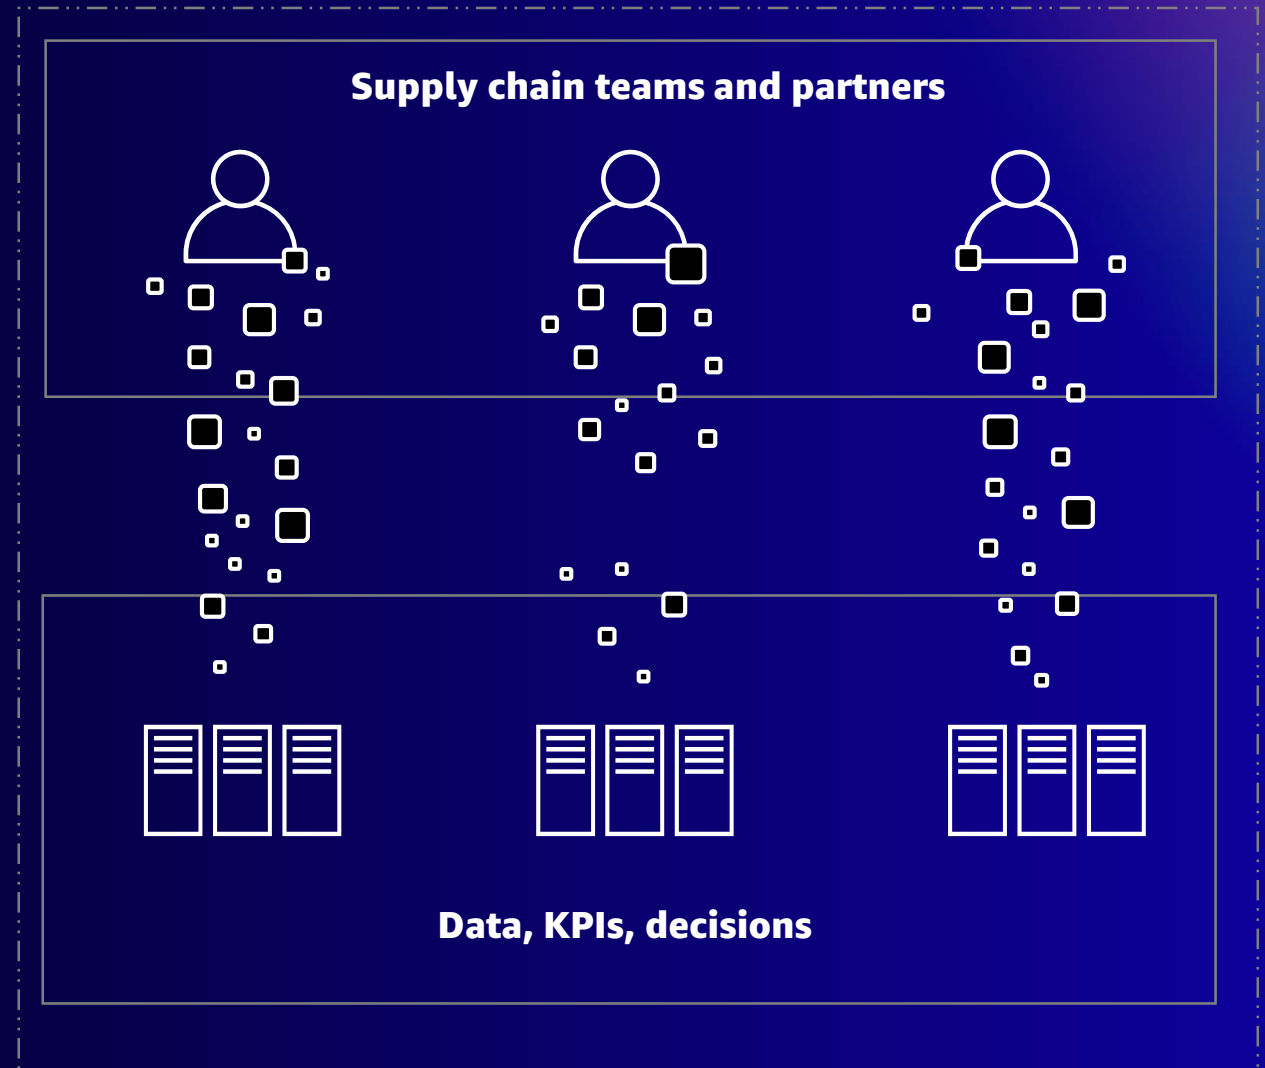 Supply chain teams and partners
Data, KPIs, decisions